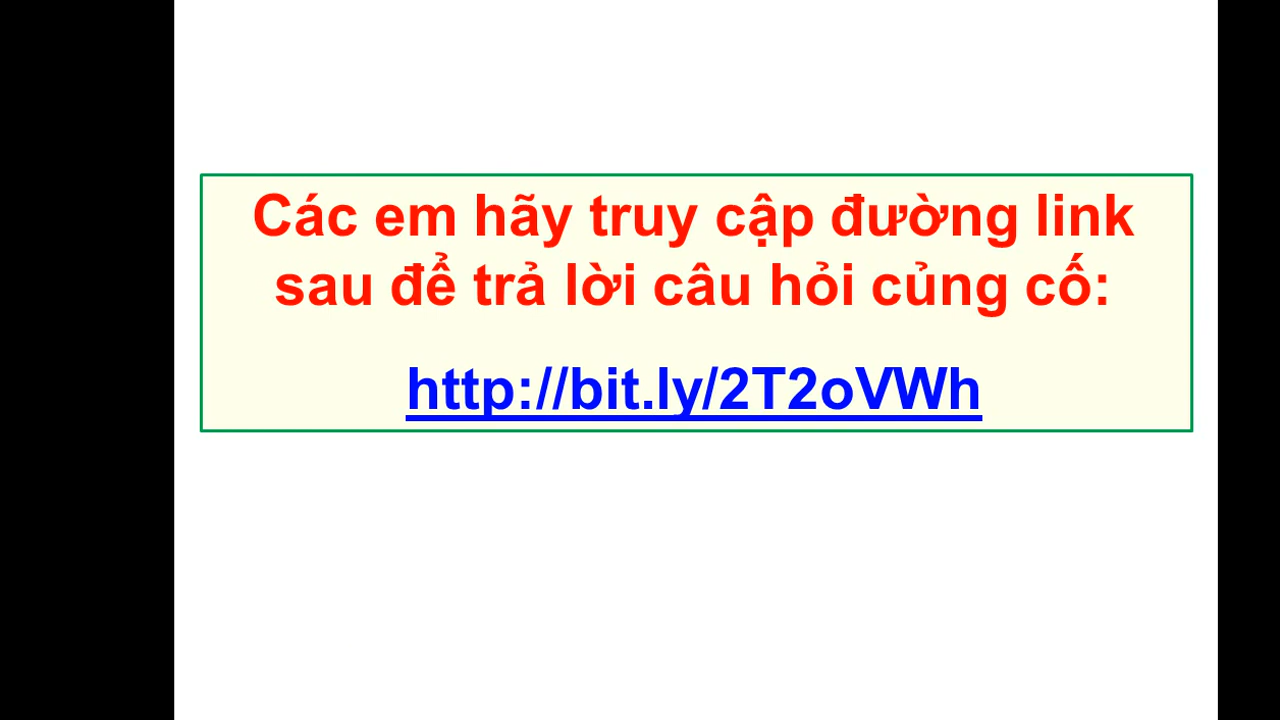 Các em hãy truy cập đường link
sau để trả lời câu hỏi củng cố:
http://bit.ly/2T2oVWh